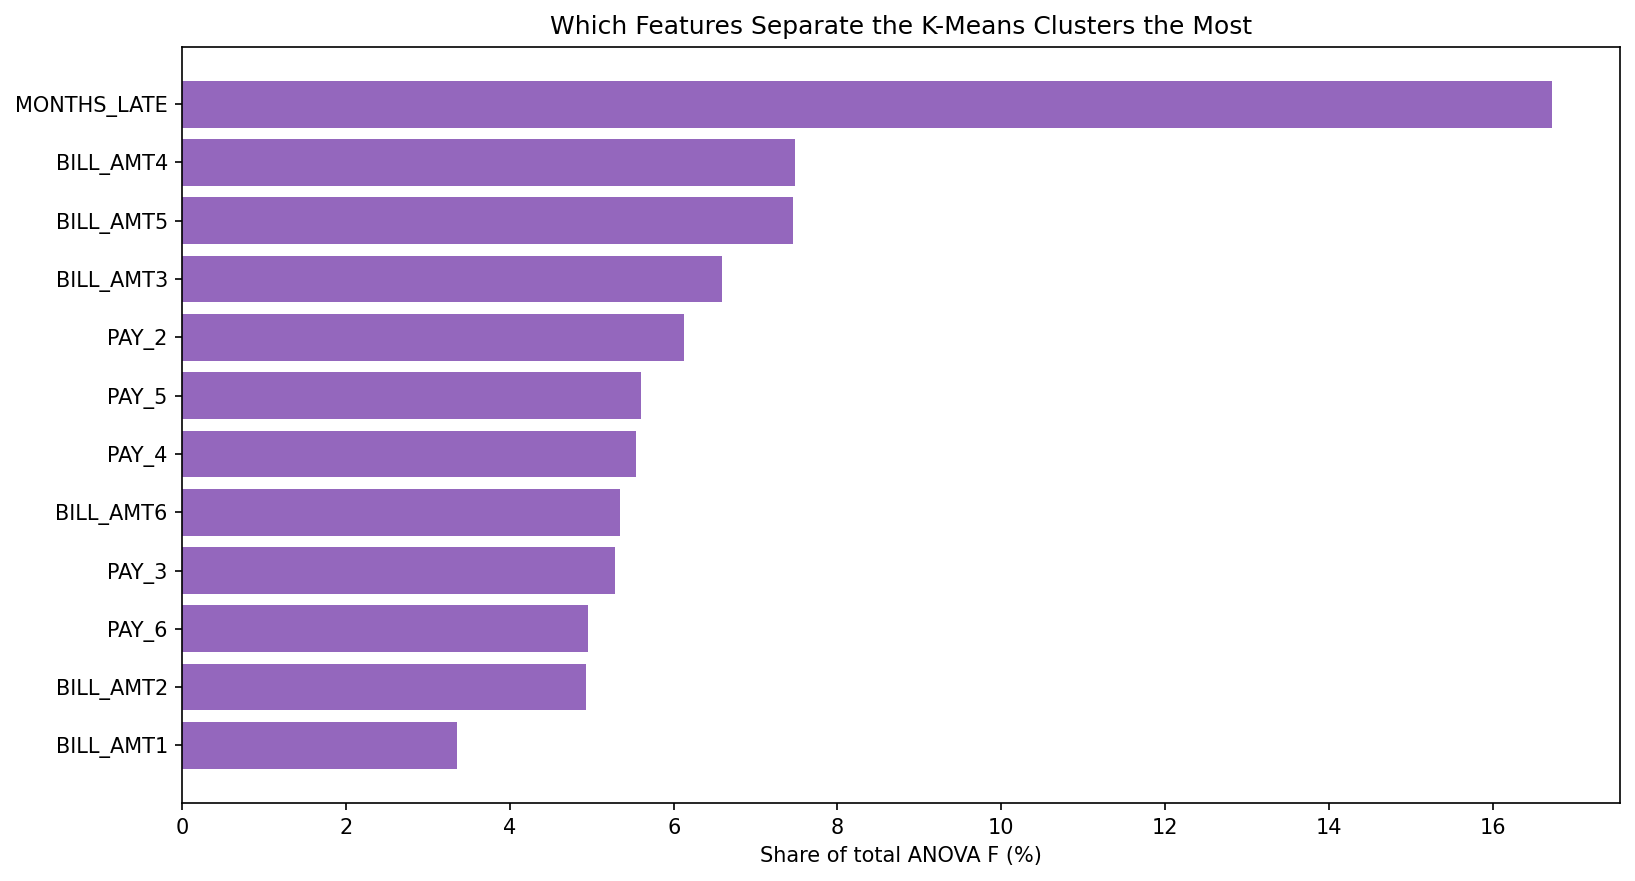 Which Features Separate the K-Means Clusters the Most
MONTHS_LATE
BILL_AMT4
BILL_AMT5
BILL_AMT3
PAY_2
PAY_5
PAY_4
BILL_AMT6
PAY_3
PAY_6
BILL_AMT2
BILL_AMT1
0 2 4 6 8 10 12 14 16
Share of total ANOVA F (%)